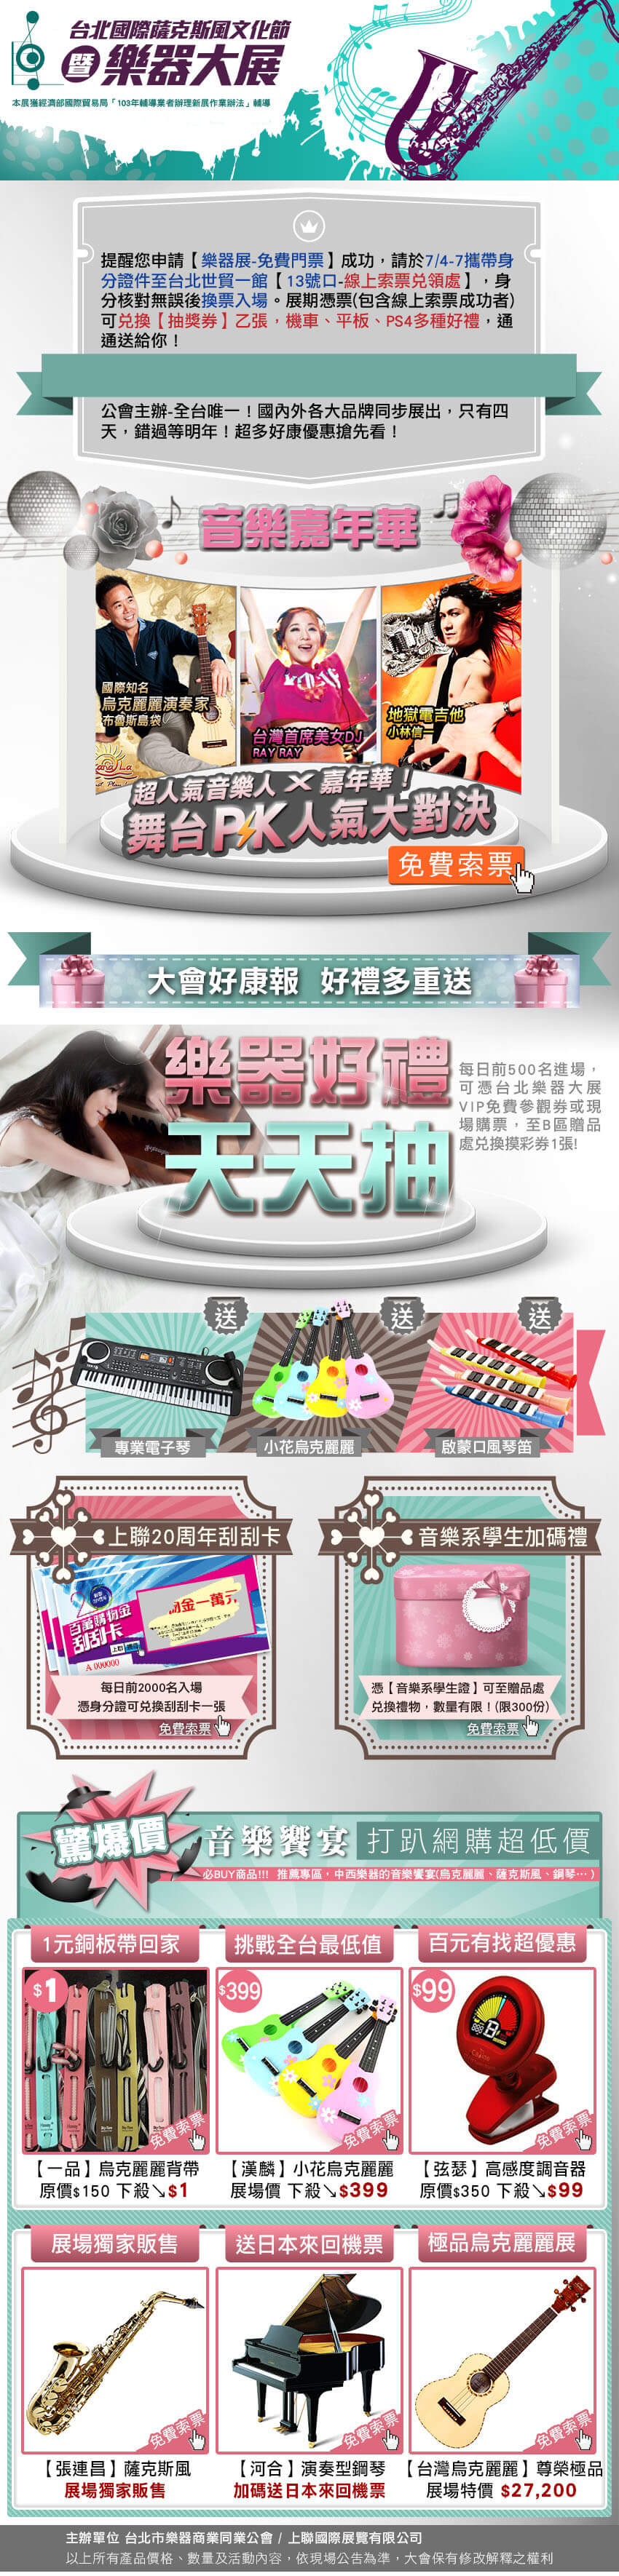 台北國際薩克斯風文化節
暨 樂器大展
本展獲經濟部國際貿易局「103年輔導業者辦理新展作業辦法」輔導
提醒您申請【樂器展-免費門票】成功，請於7/4-7攜帶身
分證件至台北世貿一館【13號口-線上索票兌領處】，身
分核對無誤後換票入場。展期憑票(包含線上索票成功者)
可兌換【抽獎券】乙張，機車、平板、PS4多種好禮，通
通送給你！
公會主辦-全台唯一！國內外各大品牌同步展出，只有四
天，錯過等明年！超多好康優惠搶先看！
音樂嘉年華
國際知名
烏克麗麗演奏家
布魯斯島袋
台灣首席美女DJ
RAY RAY
地獄電吉他
小林信一
超人氣音樂人 X 嘉年華！
舞台PK人氣大對決
免費索票
大會好康報 好禮多重送
樂器好禮
天天抽
每日前500名進場，
可憑台北樂器大展
VIP免費參觀券或現
場購票，至B區贈品
處兌換摸彩券1張!
送
送
送
專業電子琴
小花烏克麗麗
啟蒙口風琴笛
上聯20周年刮刮卡
百萬購物金
刮刮卡
A 000000
每日前2000名入場
憑身分證可兌換刮刮卡一張
免費索票
音樂系學生加碼禮
憑【音樂系學生證】可至贈品處
兌換禮物，數量有限！(限300份)
免費索票
驚爆價
音樂饗宴 打趴網購超低價
必BUY商品!!! 推薦專區，中西樂器的音樂饗宴(烏克麗麗、薩克斯風、鋼琴…)
1元銅板帶回家
挑戰全台最低值
百元有找超優惠
$1
$399
$99
免費索票
免費索票
免費索票
【一品】烏克麗麗背帶
原價$150 下殺↘$1
【漢麟】小花烏克麗麗
展場價 下殺↘$399
【弦瑟】高感度調音器
原價$350 下殺↘$99
展場獨家販售
送日本來回機票
極品烏克麗麗展
免費索票
免費索票
免費索票
【張連昌】薩克斯風
展場獨家販售
【河合】演奏型鋼琴
加碼送日本來回機票
【台灣烏克麗麗】尊榮極品
展場特價 $27,200
主辦單位 台北市樂器商業同業公會 / 上聯國際展覽有限公司
以上所有產品價格、數量及活動內容，依現場公告為準，大會保有修改解釋之權利